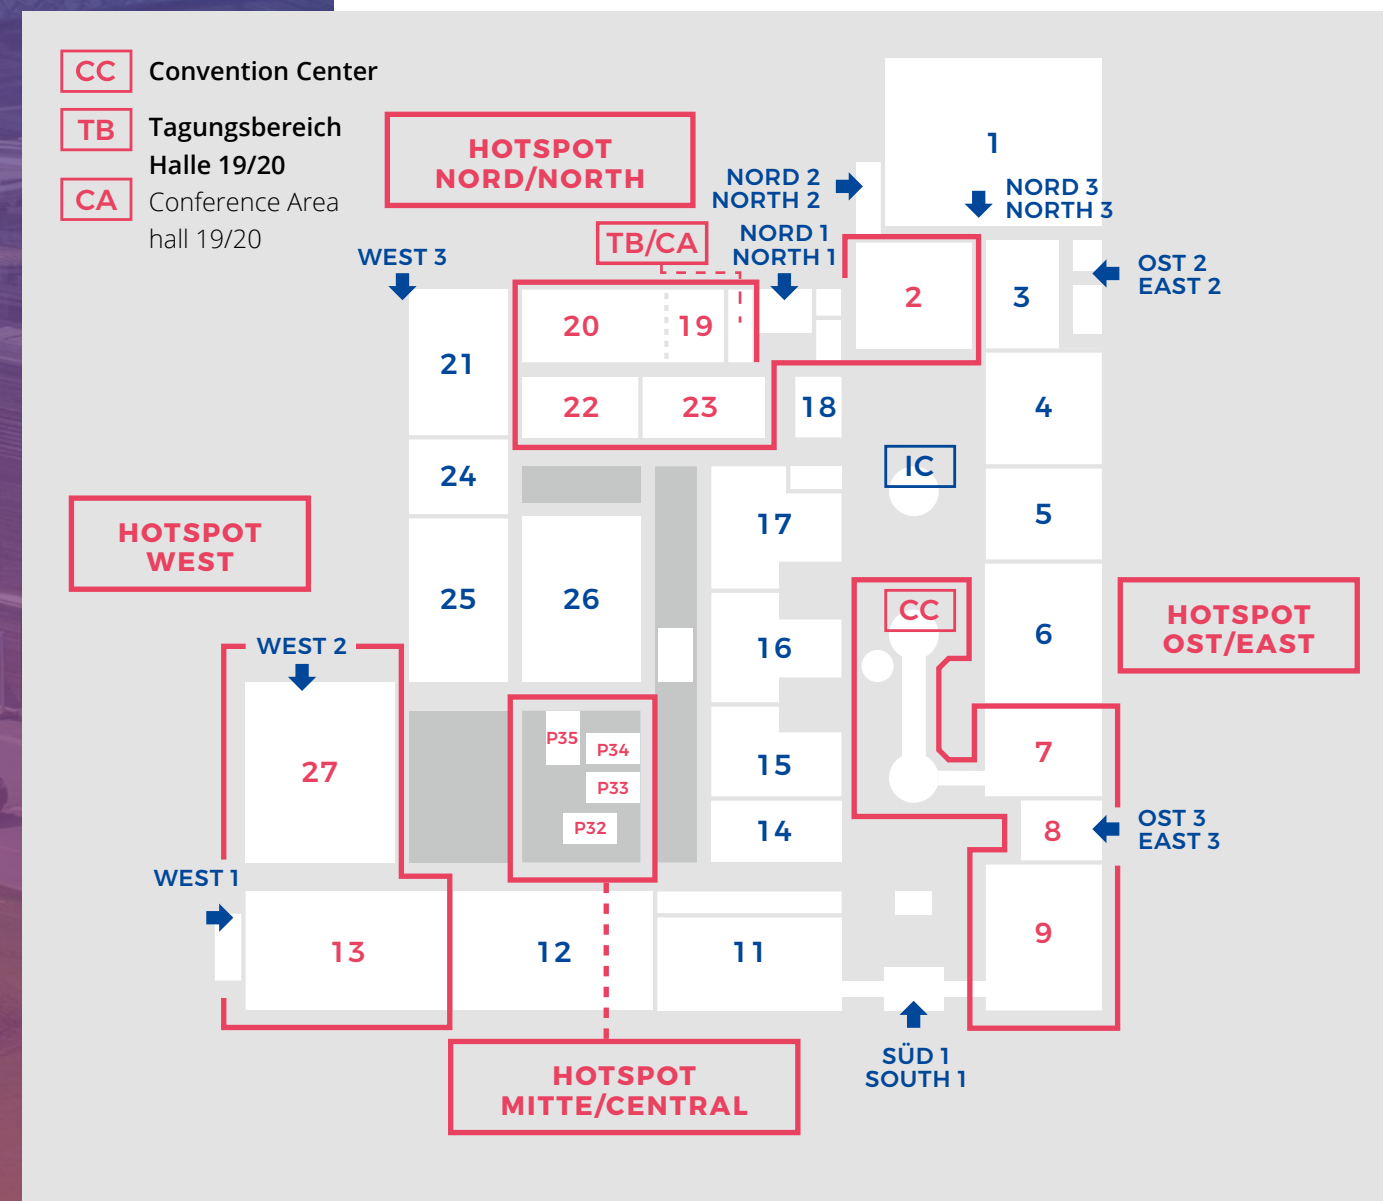 CC Convention Center
TB Tagungsbereich
Halle 19/20
CA Conference Area
hall 19/20
HOTSPOT
NORD/NORTH
1
NORD 2
NORTH 2
NORD 3
NORTH 3
TB/CA
NORD 1
NORTH 1
WEST 3
OST 2
EAST 2
2
3
20
19
21
22
23
18
4
IC
24
17
5
HOTSPOT
WEST
25
26
CC
HOTSPOT
OST/EAST
6
16
WEST 2
P35
P34
7
27
15
P33
P32
14
8
OST 3
EAST 3
WEST 1
13
12
11
9
SÜD 1
SOUTH 1
HOTSPOT
MITTE/CENTRAL